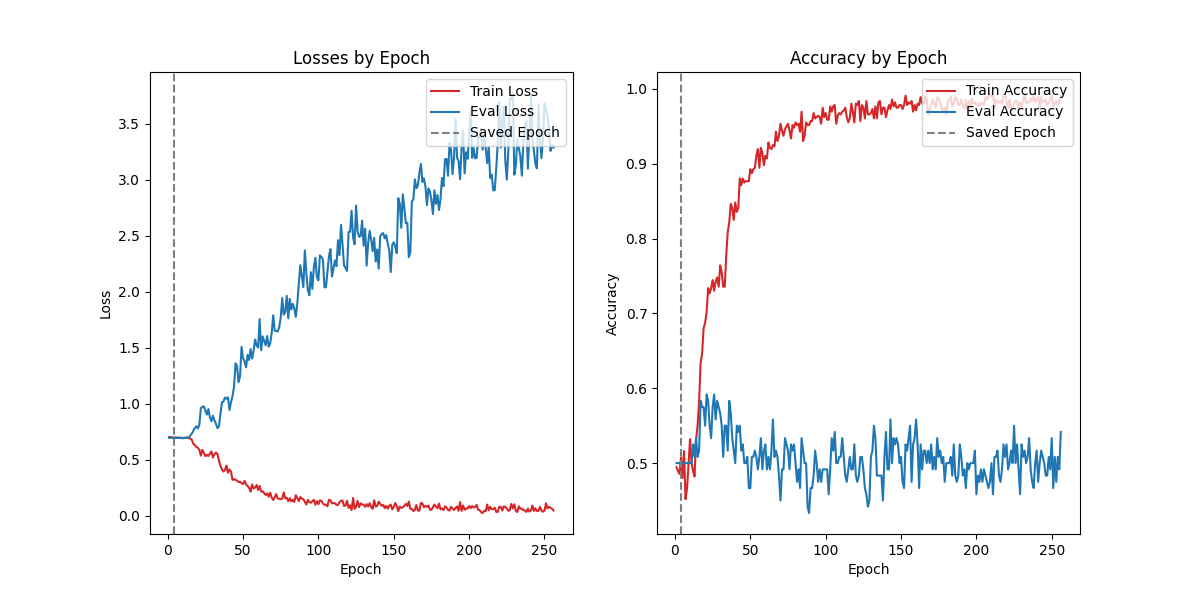 Losses by Epoch
Train Loss
Eval Loss
Saved Epoch
3.5
3.0
2.5
2.0
1.5
1.0
0.5
0.0
Loss
0
50
100
150
200
250
Epoch
Accuracy by Epoch
Train Accuracy
Eval Accuracy
Saved Epoch
1.0
0.9
0.8
0.7
0.6
0.5
Accuracy
0
50
100
150
200
250
Epoch